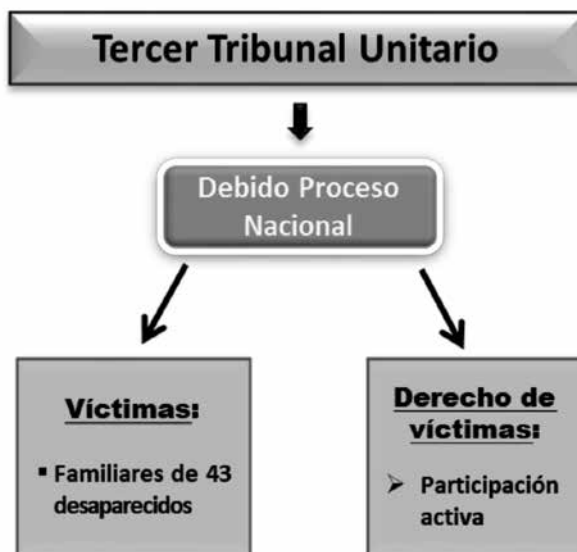 Tercer Tribunal Unitario
Debido Proceso
Nacional
Víctimas:
▪ Familiares de 43
desaparecidos
Derecho de
víctimas:
➢ Participación
activa